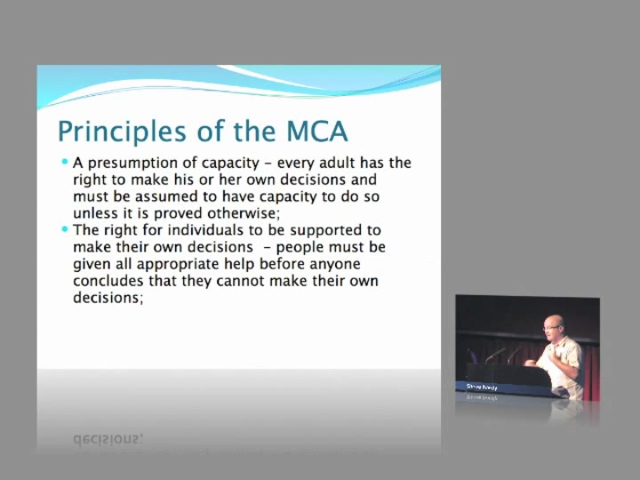 Principles of the MCA
A presumption of capacity – every adult has the
right to make his or her own decisions and
must be assumed to have capacity to do so
unless it is proved otherwise;
The right for individuals to be supported to
make their own decisions  – people must be
given all appropriate help before anyone
concludes that they cannot make their own
decisions;